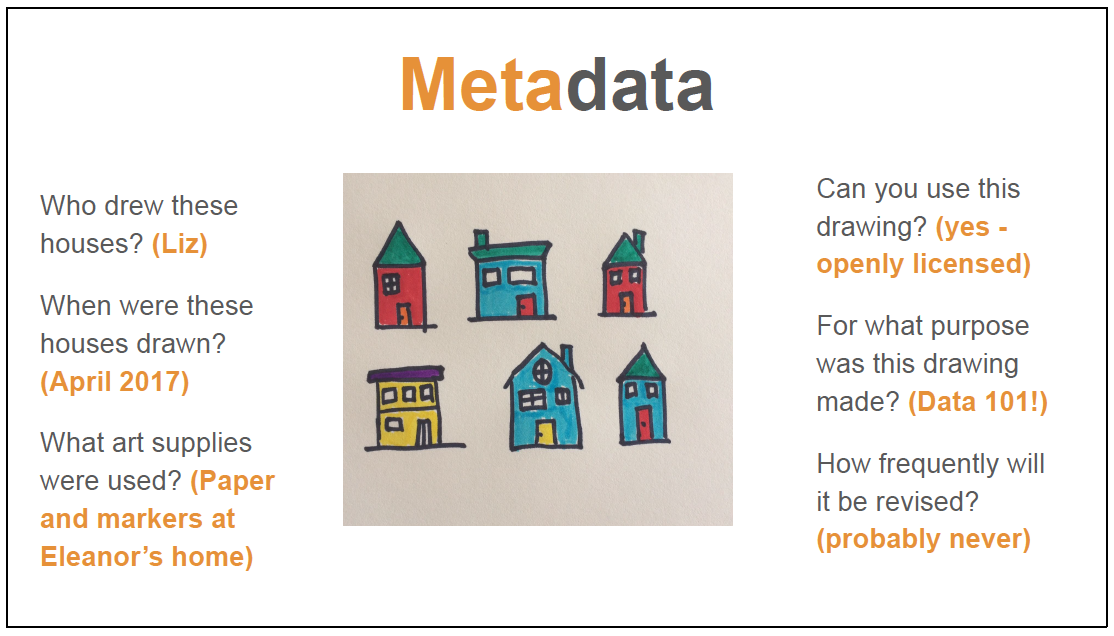 Metadata
Who drew these
houses? (Liz)
When were these
houses drawn?
(April 2017)
What art supplies
were used? (Paper
and markers at
Eleanor’s home)
Can you use this
drawing? (yes -
openly licensed)
For what purpose
was this drawing
made? (Data 101!)
How frequently will
it be revised?
(probably never)